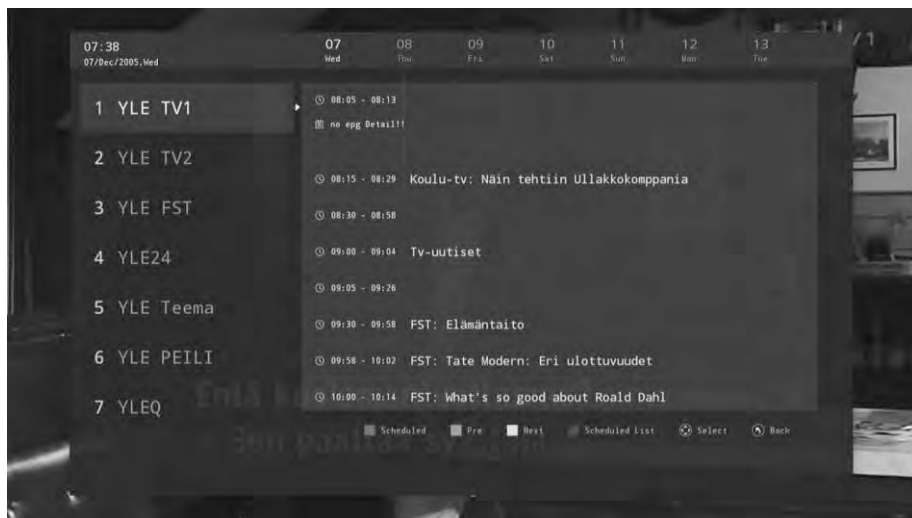 07:38
07/Dec/2005,Wed
07 08 09 10 11 12 13
Wed Thu Fri Sat Sun Mon Tue
/1
1 YLE TV1
2 YLE TV2
3 YLE FST
4 YLE24
5 YLE Teema
6 YLE PEILI
7 YLEQ
08:05 - 08:13
no epg Detail!!
08:15 - 08:29 Koulu-tv: Näin tehtiin Ullakkokomppania
08:30 - 08:58
09:00 - 09:04 Tv-uutiset
09:05 - 09:26
09:30 - 09:58 FST: Elämäntaito
09:58 - 10:02 FST: Tate Modern: Eri ulottuvuudet
10:00 - 10:14 FST: What's so good about Roald Dahl
Scheduled Pre Next Scheduled List Select Back